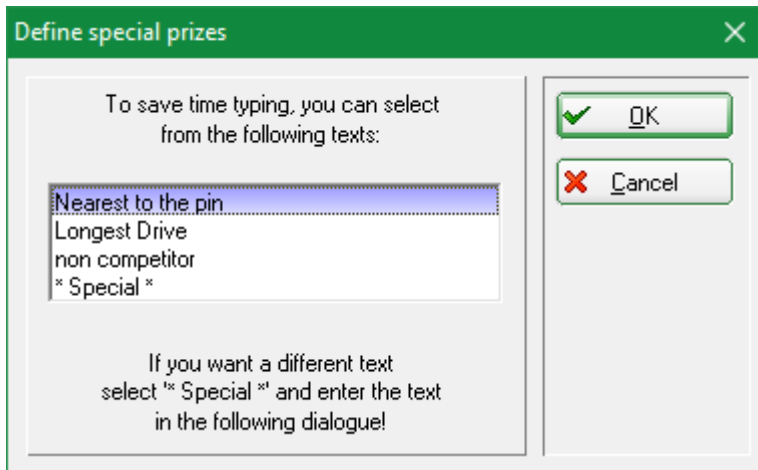 Define special prizes
To save time typing, you can select
from the following texts:
Nearest to the pin
Longest Drive
non competitor
* Special *
If you want a different text
select '* Special *' and enter the text
in the following dialogue!
OK
Cancel